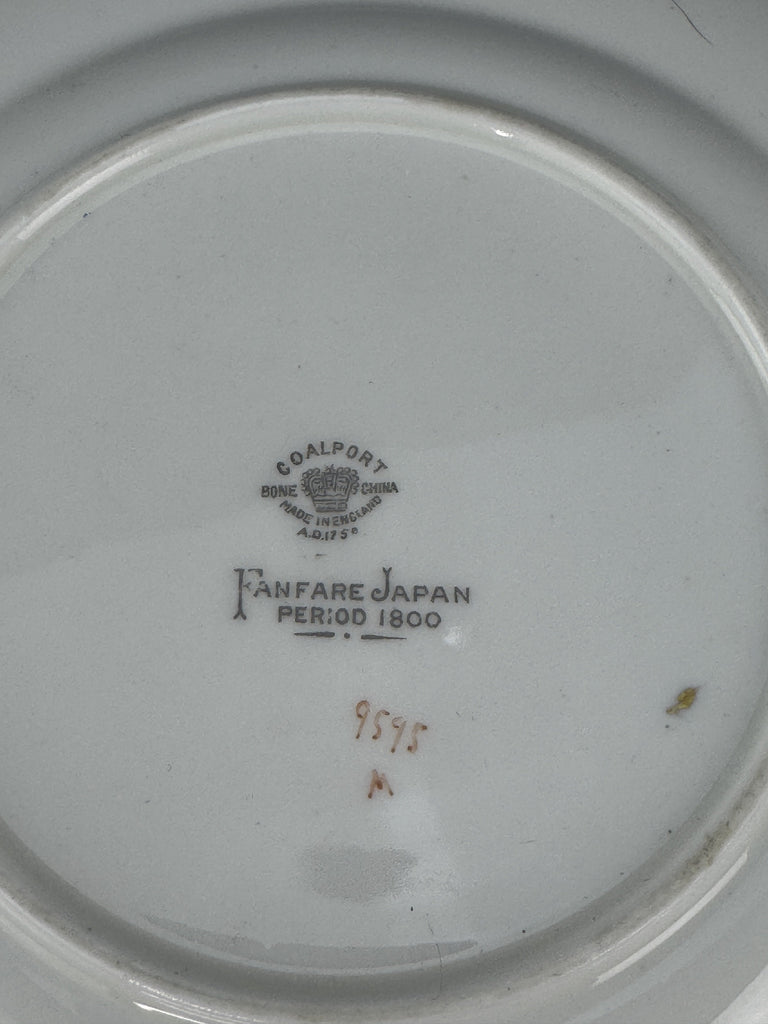 COALPORT
BONE CHINA
MADE IN ENGLAND
A.D.1750
FANFARE JAPAN
PERIOD 1800
9595
M